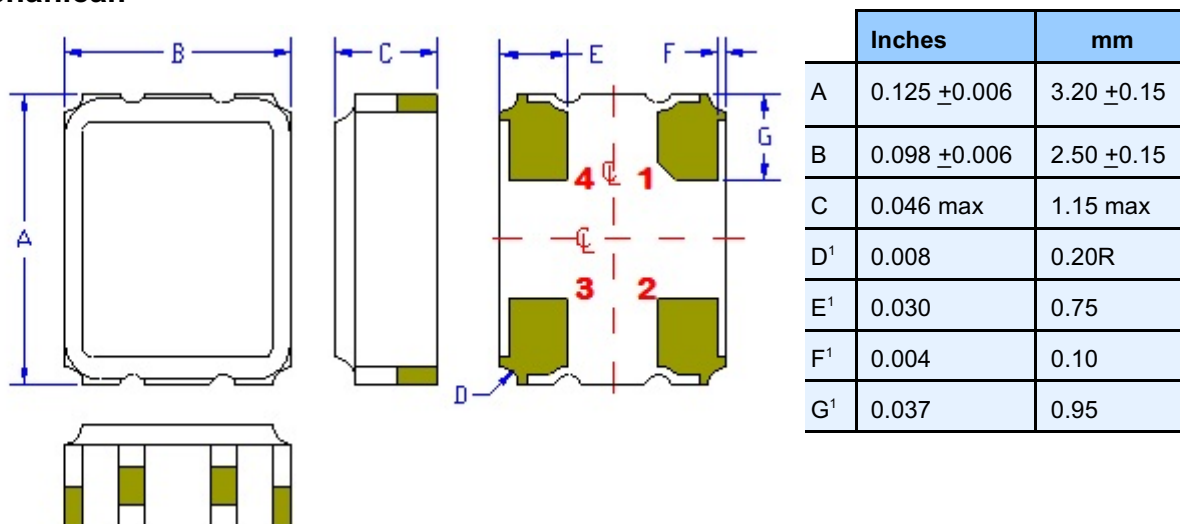 B
C
E
F
A
G
4
1
℄
℄
3
2
D
Inches mm
A 0.125 +0.006 3.20 +0.15
B 0.098 +0.006 2.50 +0.15
C 0.046 max 1.15 max
D¹ 0.008 0.20R
E¹ 0.030 0.75
F¹ 0.004 0.10
G¹ 0.037 0.95